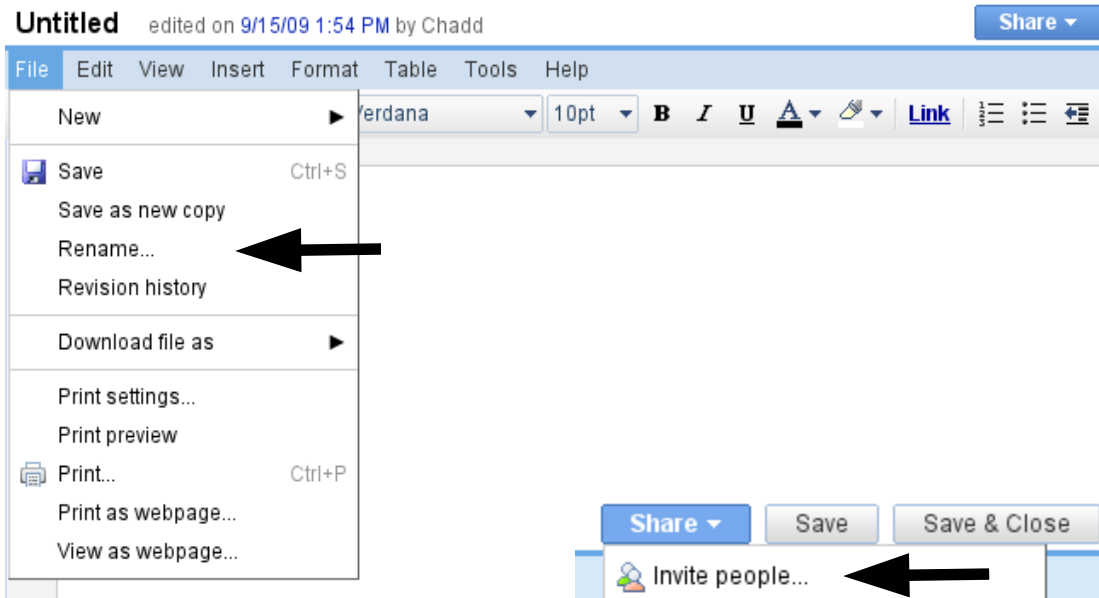 Untitled edited on 9/15/09 1:54 PM by Chadd Share
File Edit View Insert Format Table Tools Help
New Verdana 10pt B I U A Link
Save Ctrl+S
Save as new copy
Rename...
Revision history
Download file as
Print settings...
Print preview
Print... Ctrl+P
Print as webpage...
View as webpage...
Share Save Save & Close
Invite people...